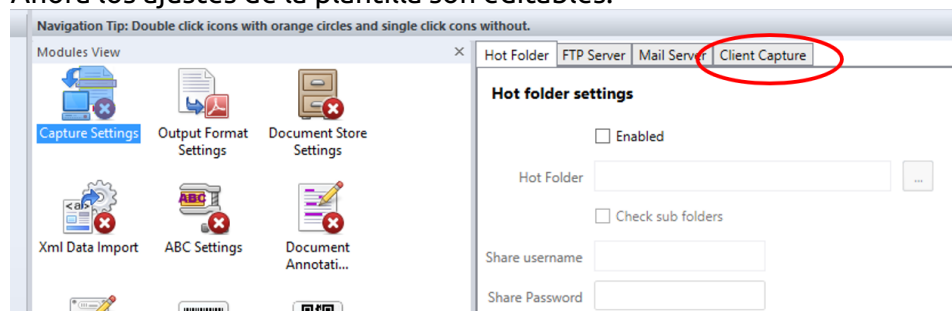 Ahora los ajustes de la plantilla son editables.
Navigation Tip: Double click icons with orange circles and single click cons without.
Modules View
Capture Settings
Output Format Settings
Document Store Settings
Xml Data Import
ABC Settings
Document Annotati...
Hot Folder FTP Server Mail Server Client Capture
Hot folder settings
Enabled
Hot Folder ...
Check sub folders
Share username
Share Password